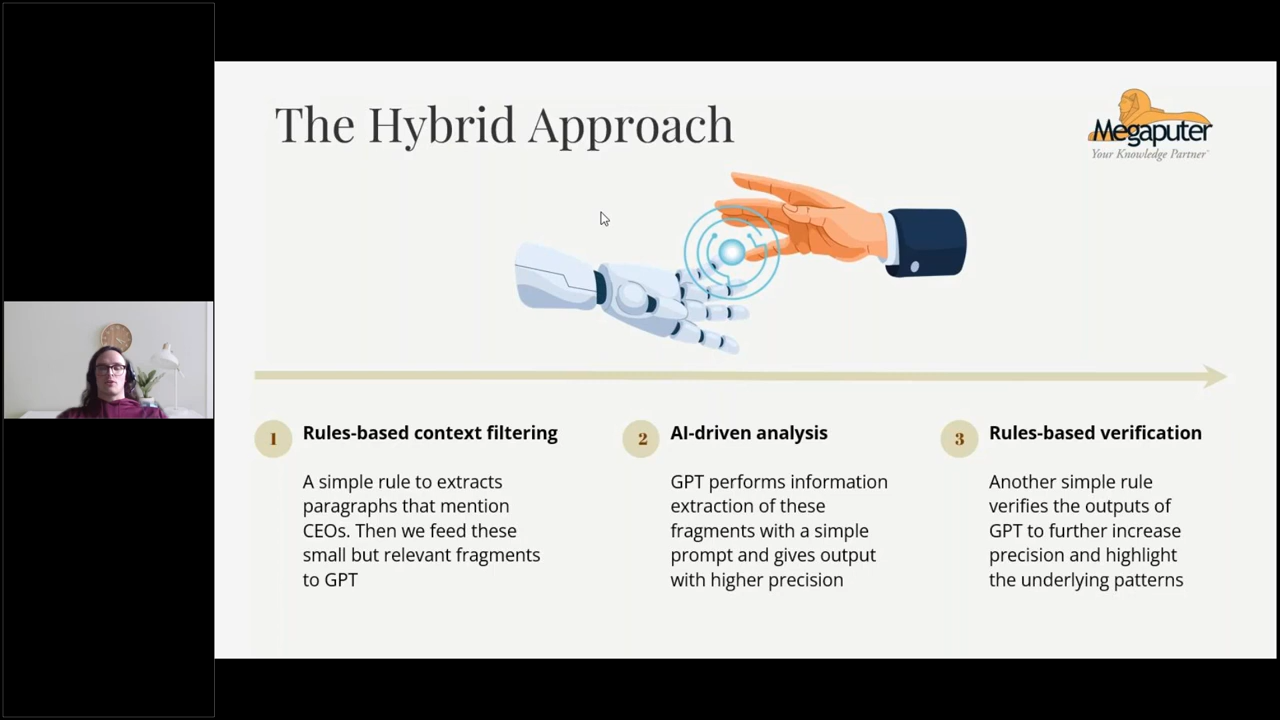 The Hybrid Approach
Megaputer
Your Knowledge Partner
1
Rules-based context filtering
A simple rule to extracts
paragraphs that mention
CEOs. Then we feed these
small but relevant fragments
to GPT
2
AI-driven analysis
GPT performs information
extraction of these
fragments with a simple
prompt and gives output
with higher precision
3
Rules-based verification
Another simple rule
verifies the outputs of
GPT to further increase
precision and highlight
the underlying patterns